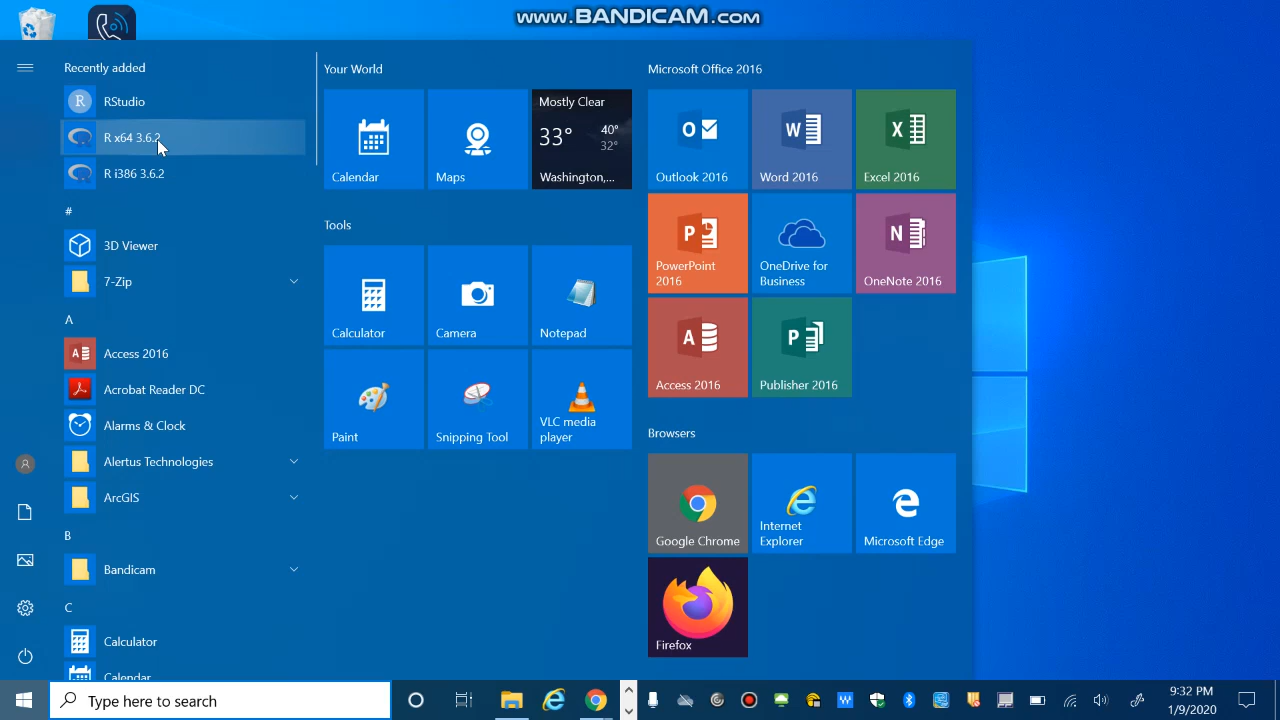 www.BANDICAM.com
Recently added
RStudio
R x64 3.6.2
R i386 3.6.2
#
3D Viewer
7-Zip
A
Access 2016
Acrobat Reader DC
Alarms & Clock
Alertus Technologies
ArcGIS
B
Bandicam
C
Calculator
Calendar
Your World
Calendar
Maps
Mostly Clear
33°
40°
32°
Washington,...
Tools
Calculator
Camera
Notepad
Paint
Snipping Tool
VLC media
player
Microsoft Office 2016
Outlook 2016
Word 2016
Excel 2016
PowerPoint
2016
OneDrive for
Business
OneNote 2016
Access 2016
Publisher 2016
Browsers
Google Chrome
Internet
Explorer
Microsoft Edge
Firefox
Type here to search
9:32 PM
1/9/2020